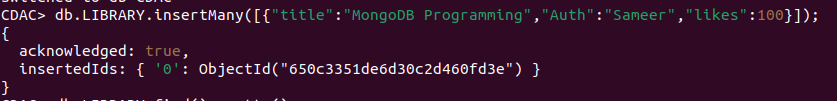 switched to db CDAC
CDAC> db.LIBRARY.insertMany([{"title":"MongoDB Programming","Auth":"Sameer","likes":100}]);
{
  acknowledged: true,
  insertedIds: { '0': ObjectId("650c3351de6d30c2d460fd3e") }
}